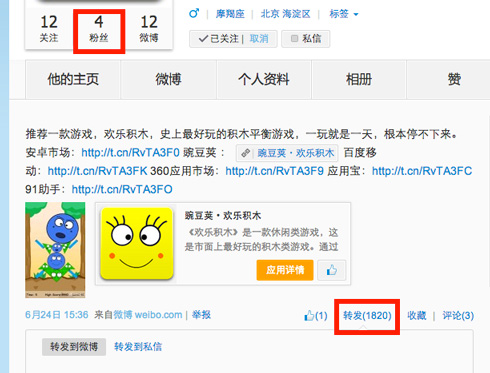 12 4 12
关注 粉丝 微博
♂ | 摩羯座 | 北京 海淀区 | 标签
已关注 | 取消 私信
他的主页 微博 个人资料 相册 赞
推荐一款游戏，欢乐积木，史上最好玩的积木平衡游戏，一玩就是一天，根本停不下来。
安卓市场：http://t.cn/RvTA3F0 豌豆荚： 豌豆荚·欢乐积木 百度移
动：http://t.cn/RvTA3FK 360应用市场：http://t.cn/RvTA3F9 应用宝：http://t.cn/RvTA3FC
91助手：http://t.cn/RvTA3FO
豌豆荚·欢乐积木
《欢乐积木》是一款休闲类游戏，这
是市面上最好玩的积木类游戏。通过
应用详情
6月24日 15:36 来自微博 weibo.com | 举报 (1) 转发(1820) 收藏 | 评论(3)
转发到微博 转发到私信